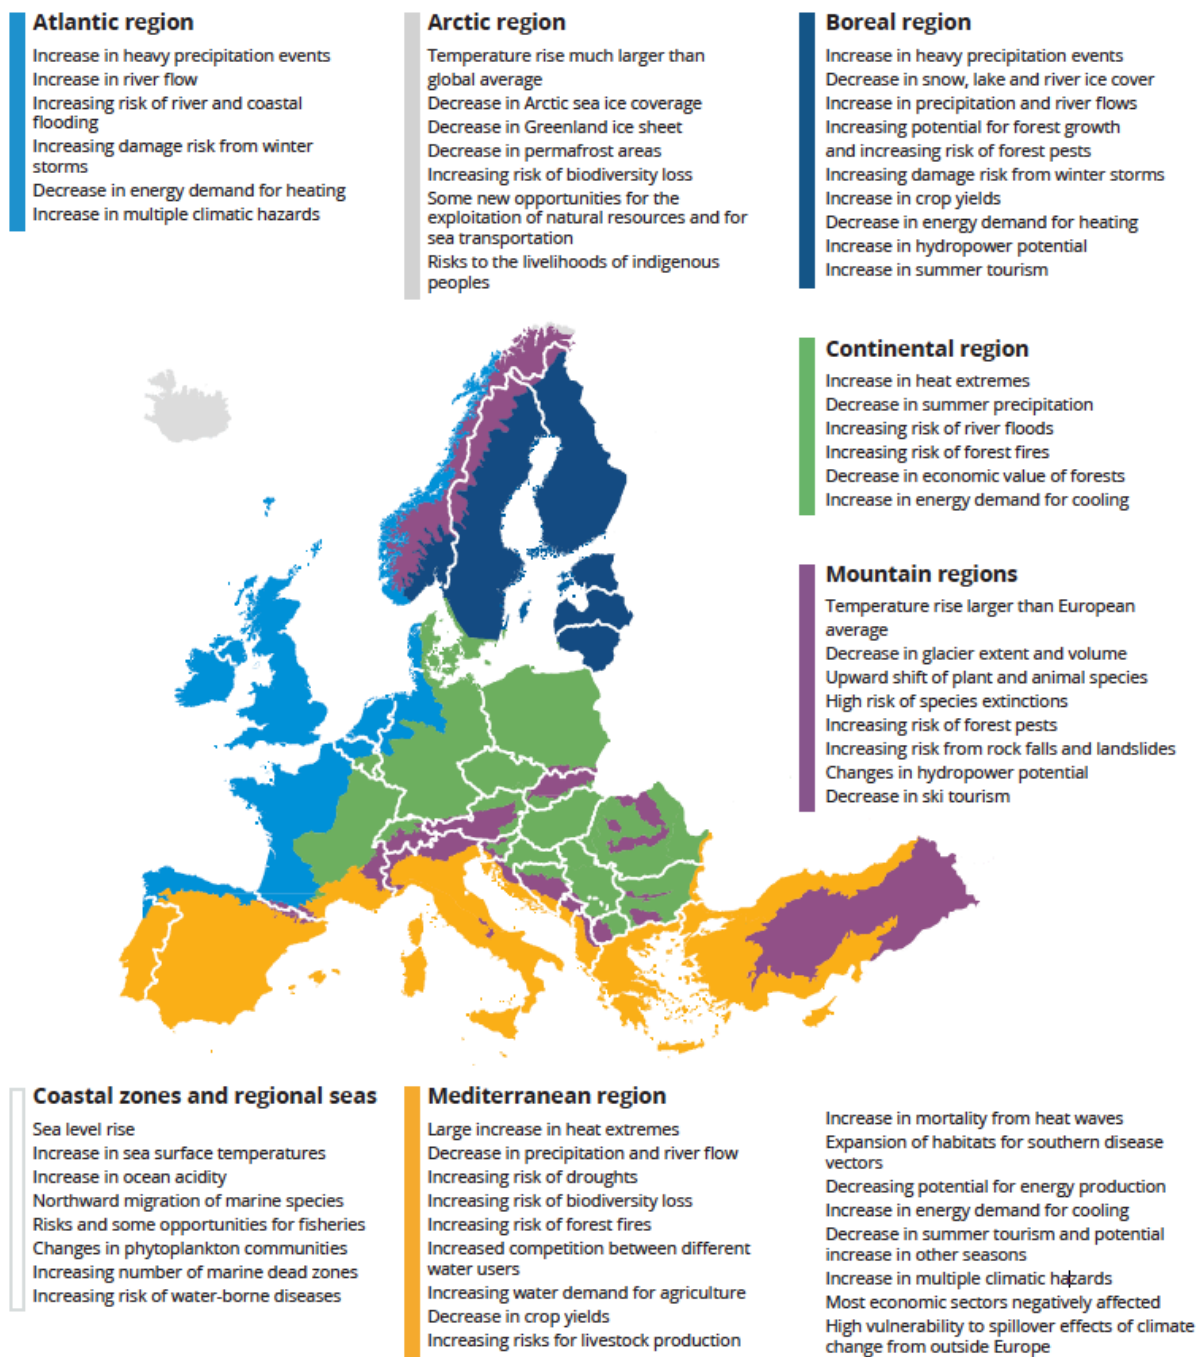 Atlantic region
Increase in heavy precipitation events
Increase in river flow
Increasing risk of river and coastal
flooding
Increasing damage risk from winter
storms
Decrease in energy demand for heating
Increase in multiple climatic hazards
Arctic region
Temperature rise much larger than
global average
Decrease in Arctic sea ice coverage
Decrease in Greenland ice sheet
Decrease in permafrost areas
Increasing risk of biodiversity loss
Some new opportunities for the
exploitation of natural resources and for
sea transportation
Risks to the livelihoods of indigenous
peoples
Boreal region
Increase in heavy precipitation events
Decrease in snow, lake and river ice cover
Increase in precipitation and river flows
Increasing potential for forest growth
and increasing risk of forest pests
Increasing damage risk from winter storms
Increase in crop yields
Decrease in energy demand for heating
Increase in hydropower potential
Increase in summer tourism
Continental region
Increase in heat extremes
Decrease in summer precipitation
Increasing risk of river floods
Increasing risk of forest fires
Decrease in economic value of forests
Increase in energy demand for cooling
Mountain regions
Temperature rise larger than European
average
Decrease in glacier extent and volume
Upward shift of plant and animal species
High risk of species extinctions
Increasing risk of forest pests
Increasing risk from rock falls and landslides
Changes in hydropower potential
Decrease in ski tourism
Coastal zones and regional seas
Sea level rise
Increase in sea surface temperatures
Increase in ocean acidity
Northward migration of marine species
Risks and some opportunities for fisheries
Changes in phytoplankton communities
Increasing number of marine dead zones
Increasing risk of water-borne diseases
Mediterranean region
Large increase in heat extremes
Decrease in precipitation and river flow
Increasing risk of droughts
Increasing risk of biodiversity loss
Increasing risk of forest fires
Increased competition between different
water users
Increasing water demand for agriculture
Decrease in crop yields
Increasing risks for livestock production
Increase in mortality from heat waves
Expansion of habitats for southern disease
vectors
Decreasing potential for energy production
Increase in energy demand for cooling
Decrease in summer tourism and potential
increase in other seasons
Increase in multiple climatic hazards
Most economic sectors negatively affected
High vulnerability to spillover effects of climate
change from outside Europe